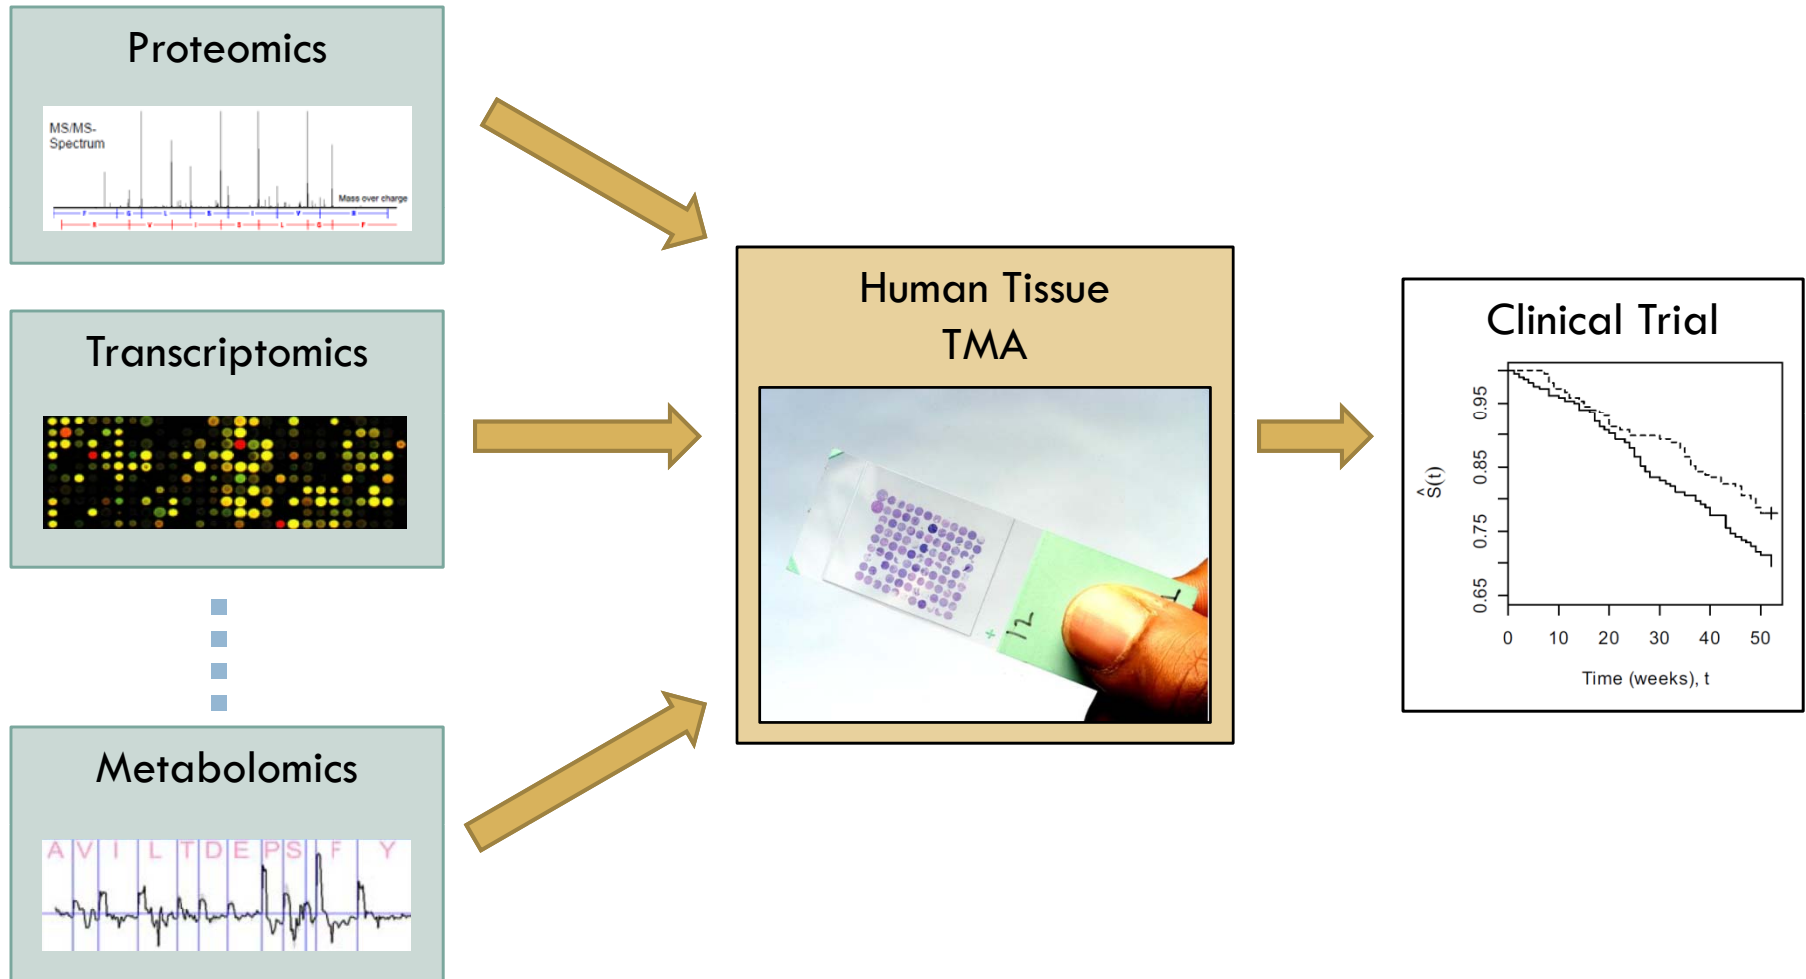 Proteomics
MS/MS-
Spectrum
Mass over charge
F G L S I V R
R V I S L G F
Transcriptomics
Metabolomics
A V I L T D E P S F Y
Human Tissue
TMA
12
Clinical Trial
Ŝ(t)
0.95
0.85
0.75
0.65
0 10 20 30 40 50
Time (weeks), t